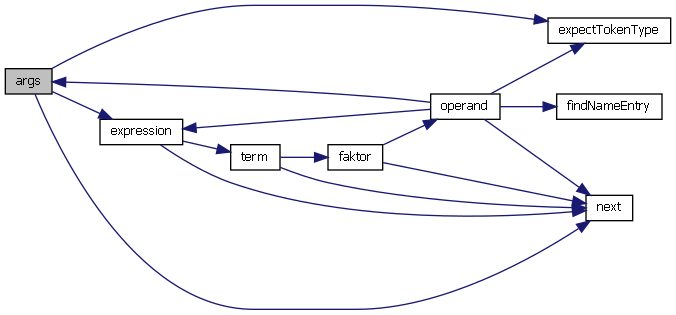 expectTokenType
args
operand
findNameEntry
expression
term
faktor
next